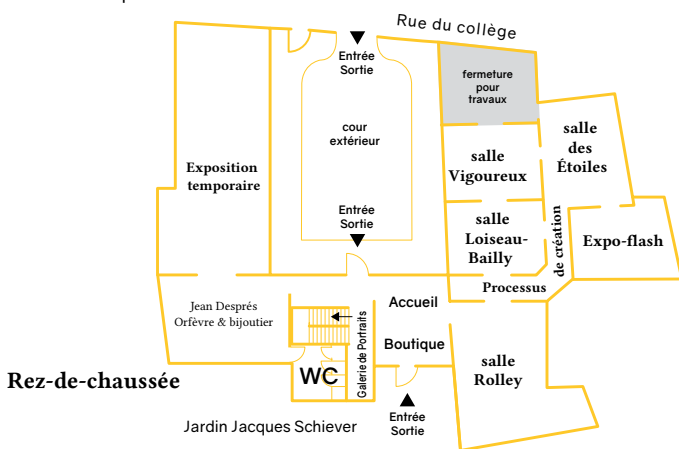 Rue du collège
Entrée
Sortie
fermeture
pour
travaux
cour
extérieur
salle
des
Étoiles
Exposition
temporaire
salle
Vigoureux
Entrée
Sortie
salle
Loiseau-
Bailly
Processus
de création
Expo-flash
Jean Després
Orfèvre & bijoutier
Galerie de Portraits
Accueil
Boutique
salle
Rolley
WC
Rez-de-chaussée
Entrée
Sortie
Jardin Jacques Schiever